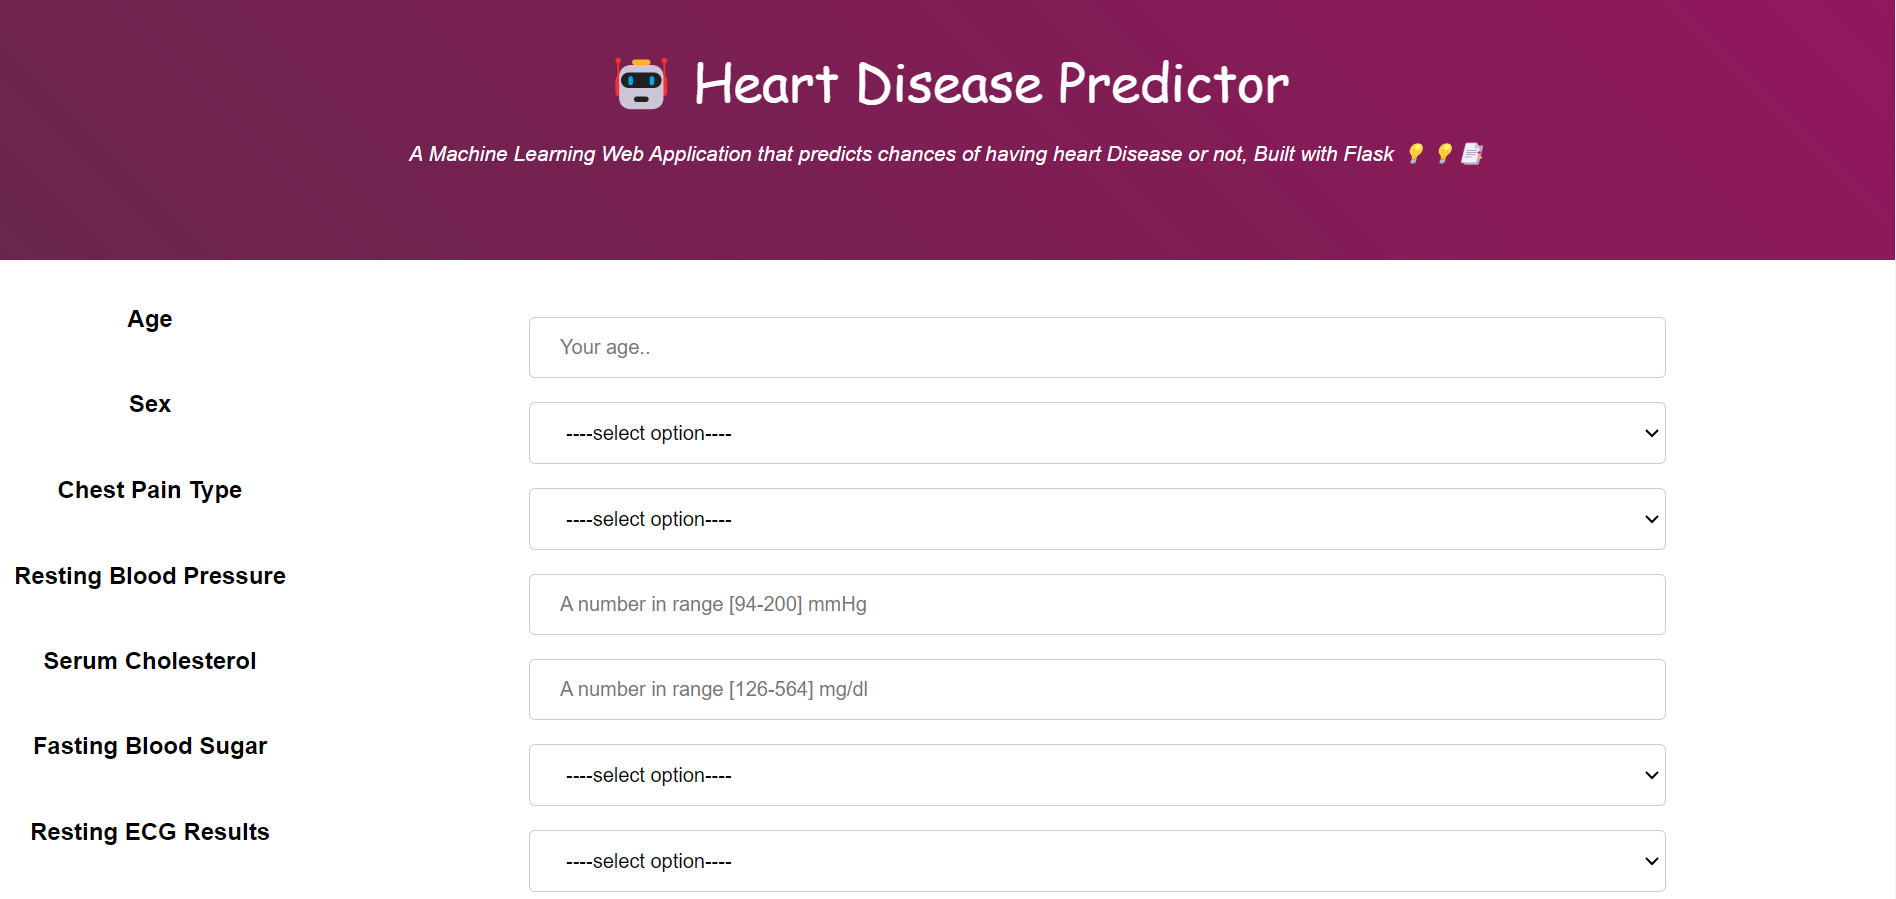 Heart Disease Predictor
A Machine Learning Web Application that predicts chances of having heart Disease or not, Built with Flask
Age
Your age..
Sex
----select option----
Chest Pain Type
----select option----
Resting Blood Pressure
A number in range [94-200] mmHg
Serum Cholesterol
A number in range [126-564] mg/dl
Fasting Blood Sugar
----select option----
Resting ECG Results
----select option----